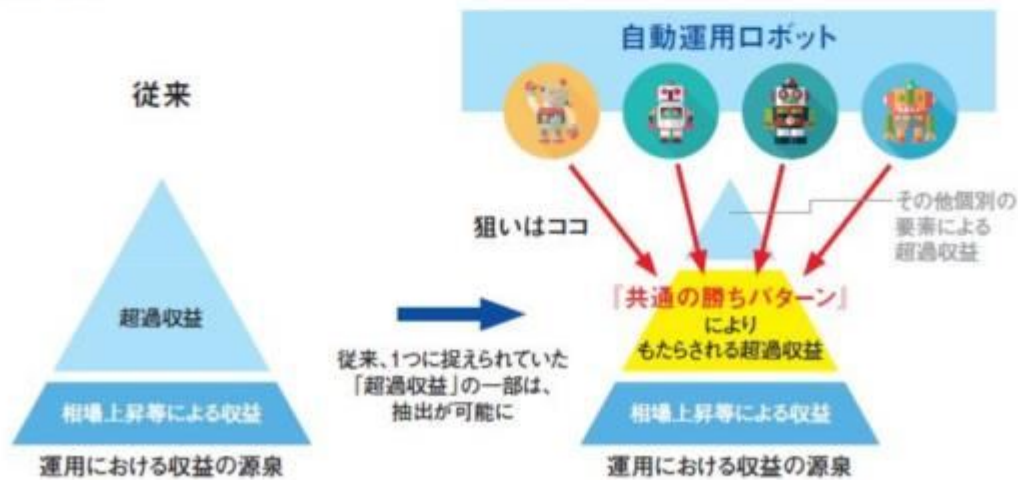 従来
超過収益
相場上昇等による収益
運用における収益の源泉
従来、1つに捉えられていた
「超過収益」の一部は、
抽出が可能に
自動運用ロボット
狙いはココ
その他個別の
要素による
超過収益
『共通の勝ちパターン』
により
もたらされる超過収益
相場上昇等による収益
運用における収益の源泉